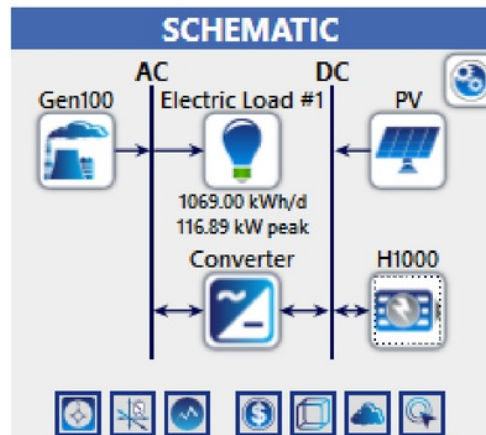 SCHEMATIC
AC DC
Gen100 Electric Load #1 PV
1069.00 kWh/d
116.89 kW peak
Converter H1000